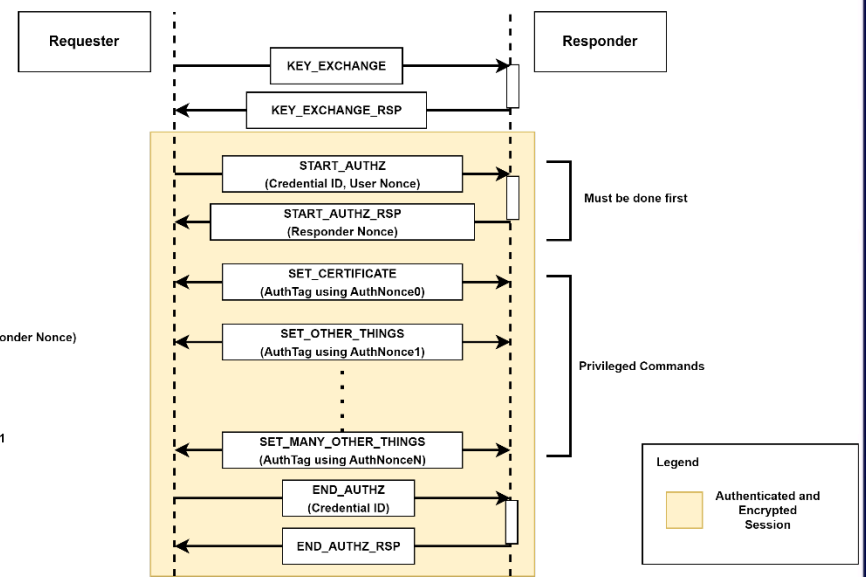 Requester
Responder
KEY_EXCHANGE
KEY_EXCHANGE_RSP
START_AUTHZ
(Credential ID, User Nonce)
Must be done first
START_AUTHZ_RSP
(Responder Nonce)
SET_CERTIFICATE
(AuthTag using AuthNonce0)
onder Nonce)
SET_OTHER_THINGS
(AuthTag using AuthNonce1)
Privileged Commands
1
SET_MANY_OTHER_THINGS
(AuthTag using AuthNonceN)
END_AUTHZ
(Credential ID)
END_AUTHZ_RSP
Legend
Authenticated and
Encrypted
Session